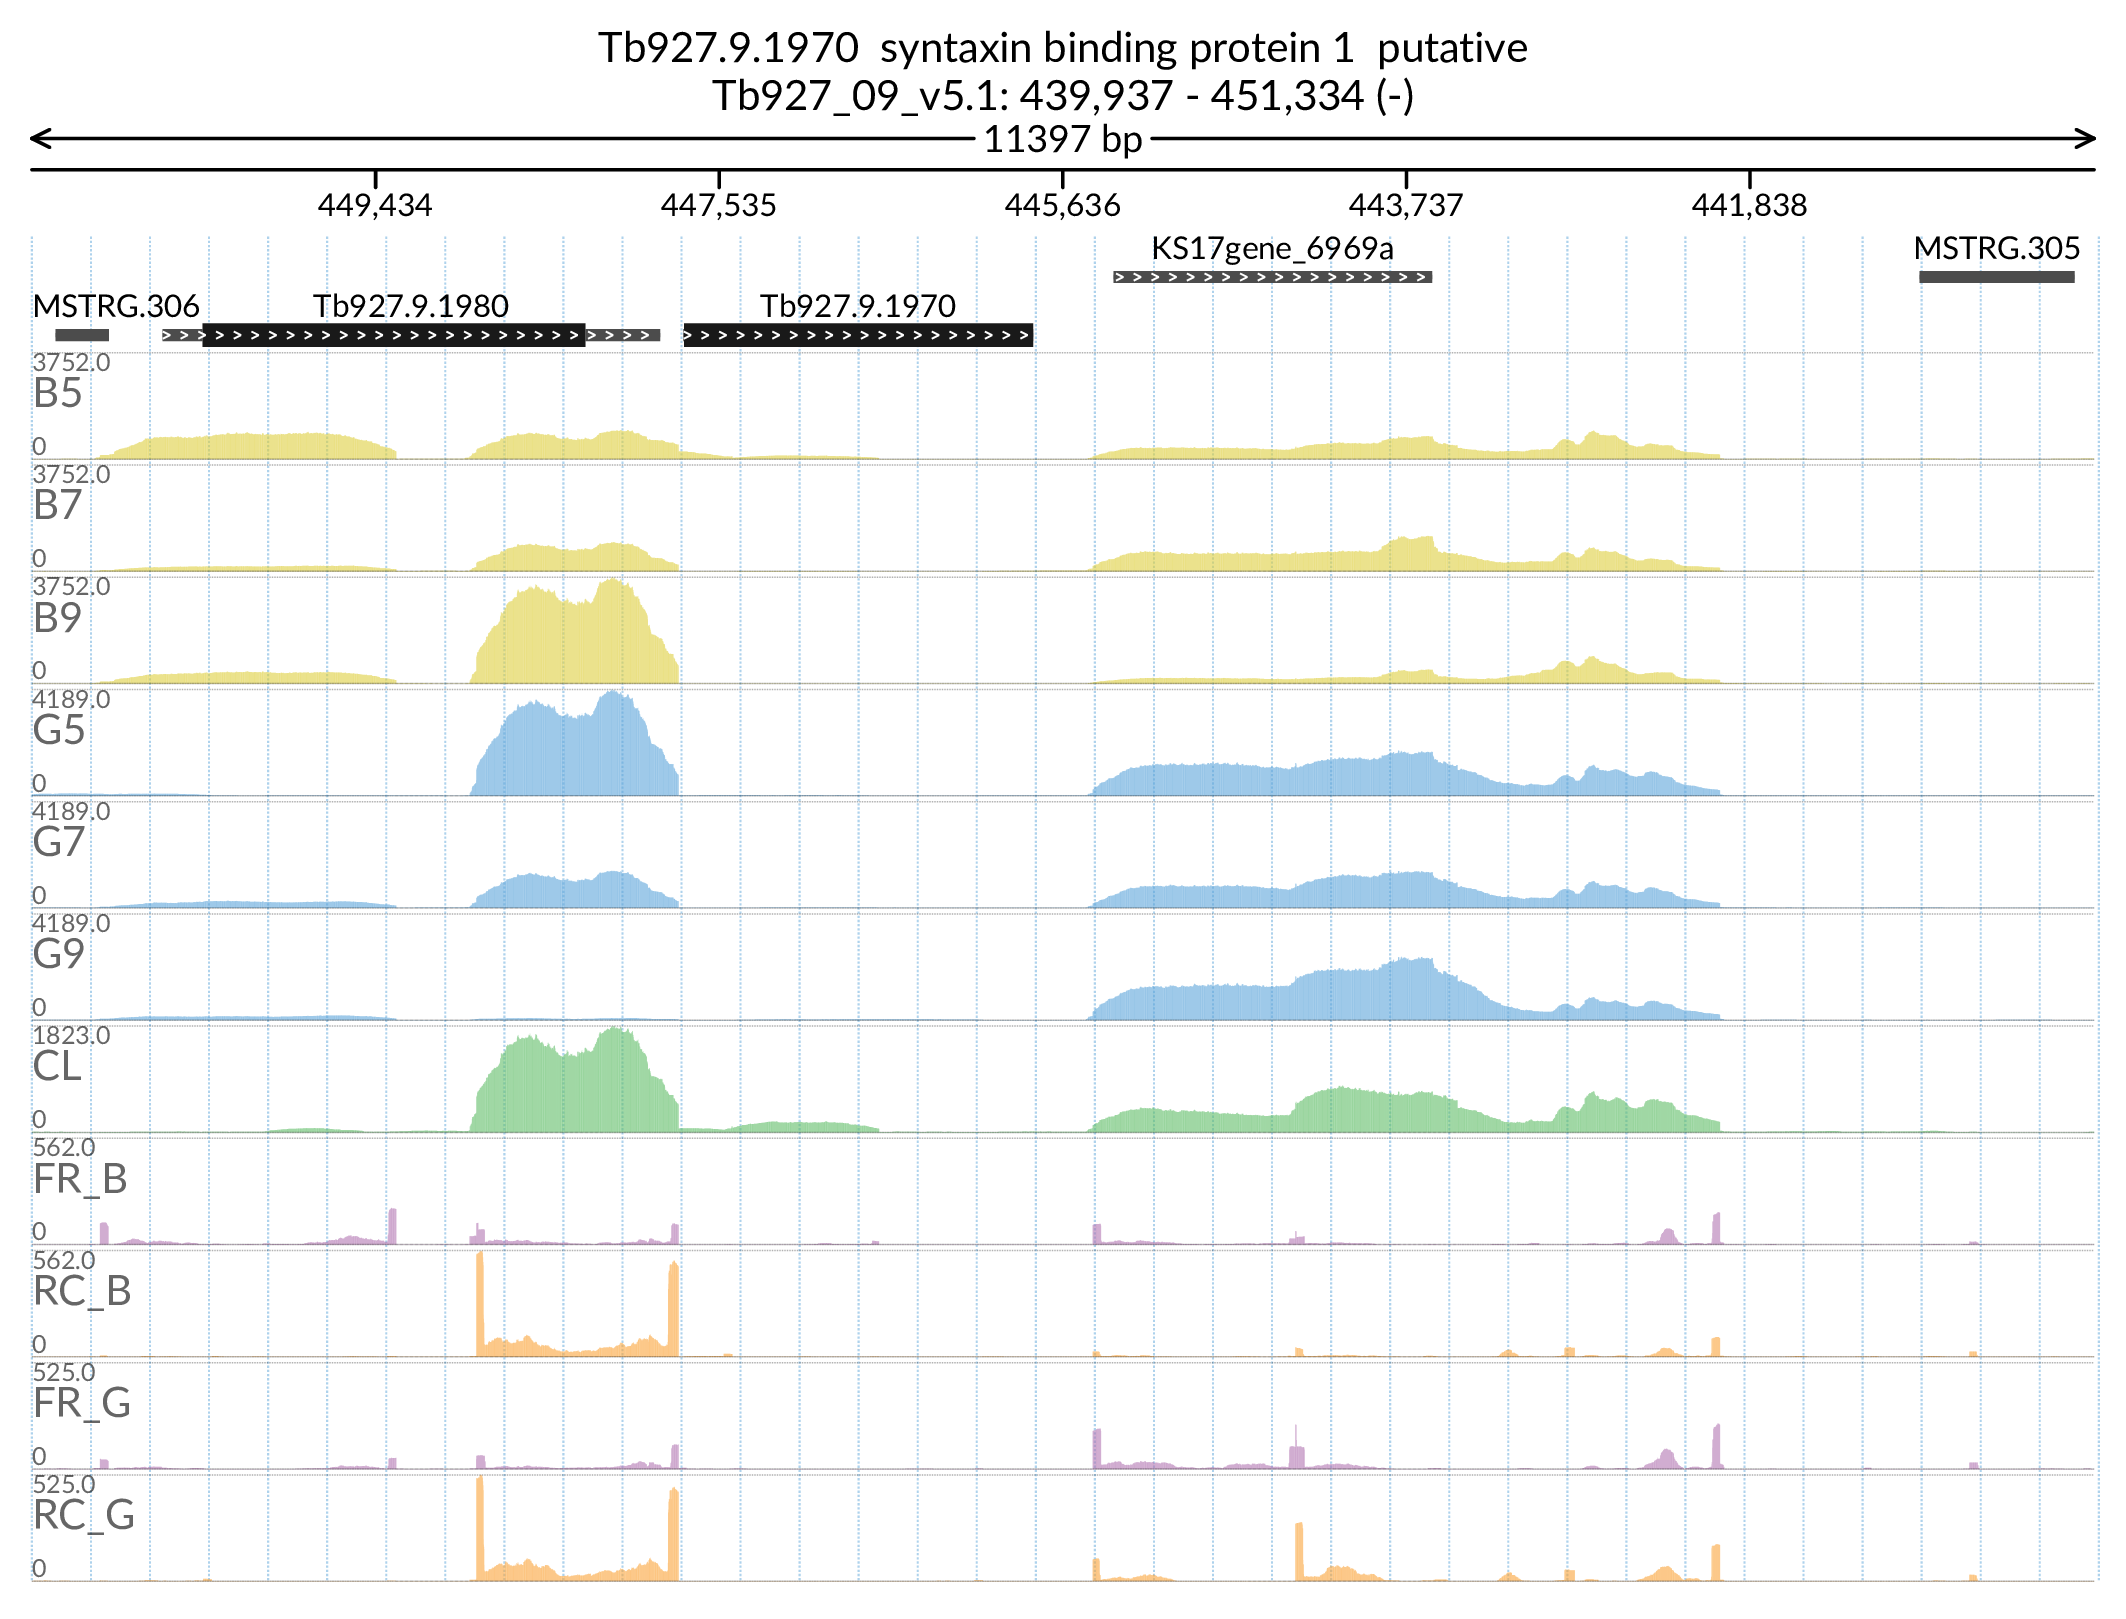 Tb927.9.1970  syntaxin binding protein 1  putative
Tb927_09_v5.1: 439,937 - 451,334 (-)
11397 bp
449,434 447,535 445,636 443,737 441,838
KS17gene_6969a MSTRG.305
MSTRG.306 Tb927.9.1980 Tb927.9.1970
3752.0
B5
0
3752.0
B7
0
3752.0
B9
0
4189.0
G5
0
4189.0
G7
0
4189.0
G9
0
1823.0
CL
0
562.0
FR_B
0
562.0
RC_B
0
525.0
FR_G
0
525.0
RC_G
0